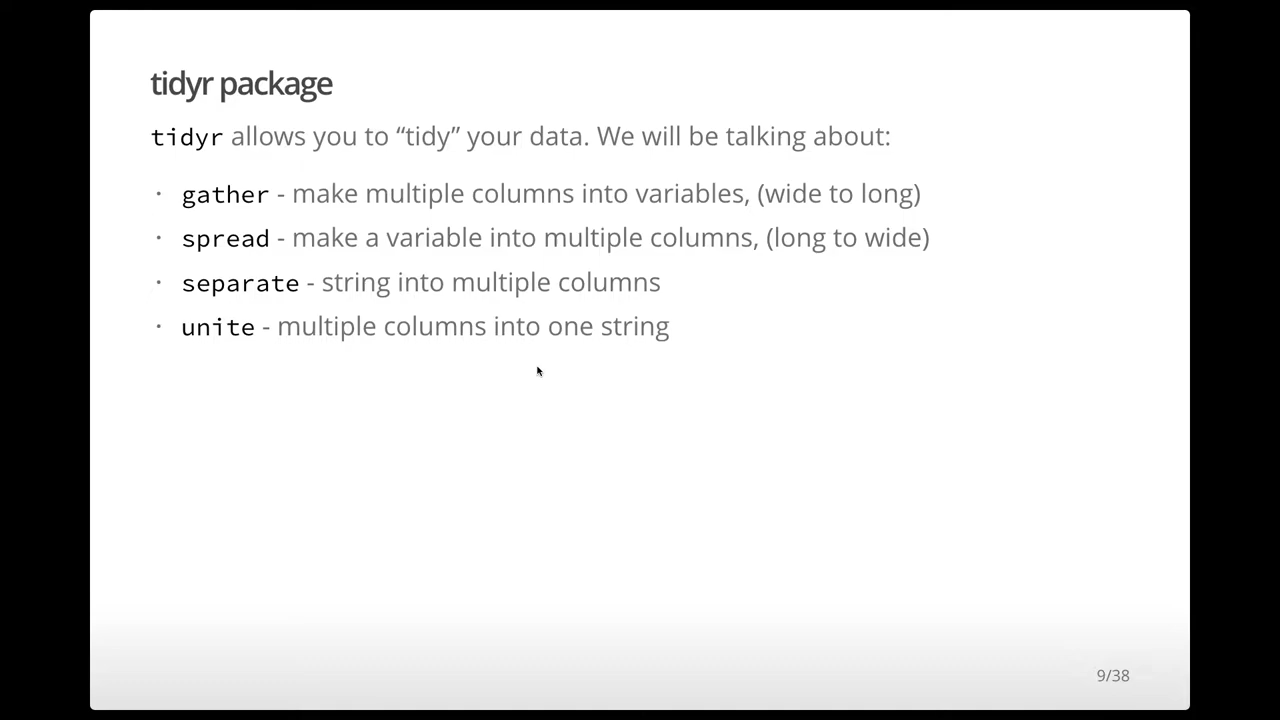 tidyr package
tidyr allows you to “tidy” your data. We will be talking about:
· gather - make multiple columns into variables, (wide to long)
· spread - make a variable into multiple columns, (long to wide)
· separate - string into multiple columns
· unite - multiple columns into one string
9/38